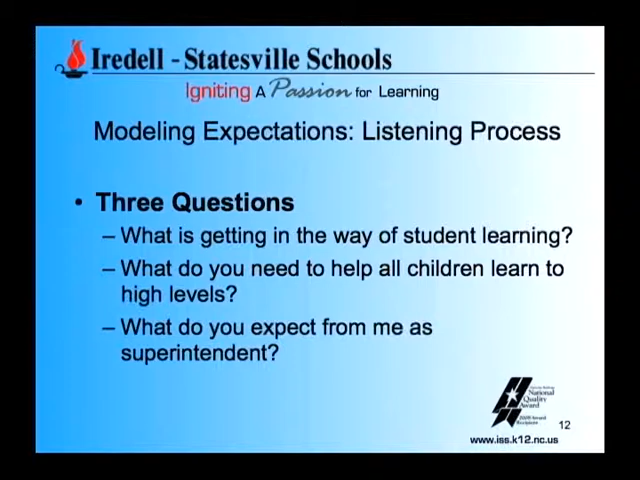 Iredell - Statesville Schools
Igniting A Passion for Learning
Modeling Expectations: Listening Process
• Three Questions
– What is getting in the way of student learning?
– What do you need to help all children learn to
high levels?
– What do you expect from me as
superintendent?
National
Quality
Award
12
www.iss.k12.nc.us